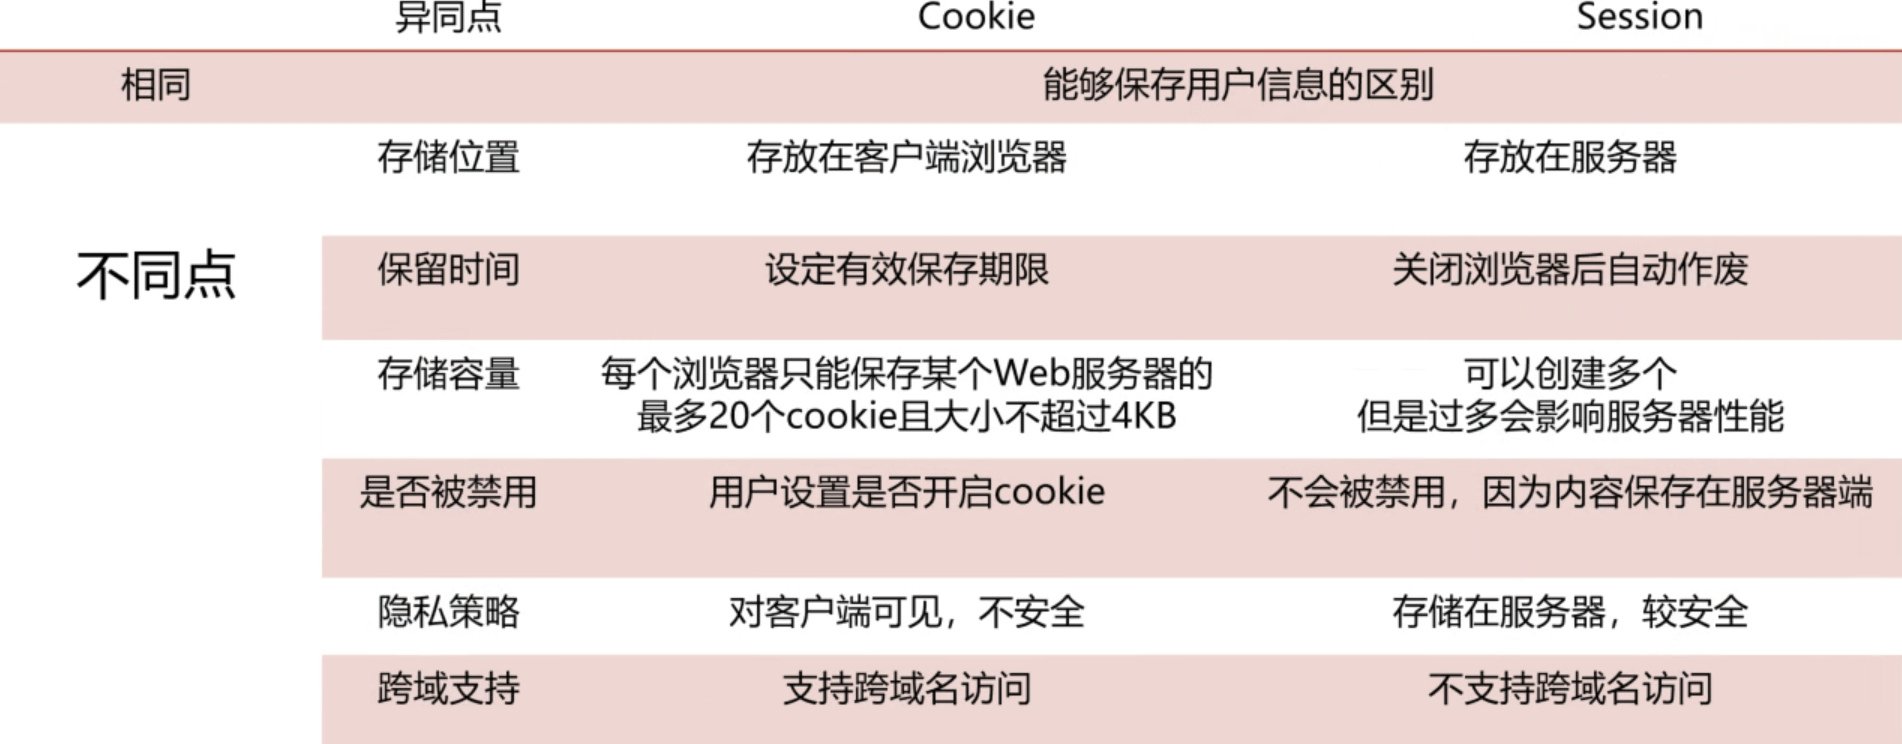 异同点 Cookie Session
相同 能够保存用户信息的区别
存储位置 存放在客户端浏览器 存放在服务器
不同点
保留时间 设定有效保存期限 关闭浏览器后自动作废
存储容量 每个浏览器只能保存某个Web服务器的 可以创建多个
最多20个cookie且大小不超过4KB 但是过多会影响服务器性能
是否被禁用 用户设置是否开启cookie 不会被禁用，因为内容保存在服务器端
隐私策略 对客户端可见，不安全 存储在服务器，较安全
跨域支持 支持跨域名访问 不支持跨域名访问